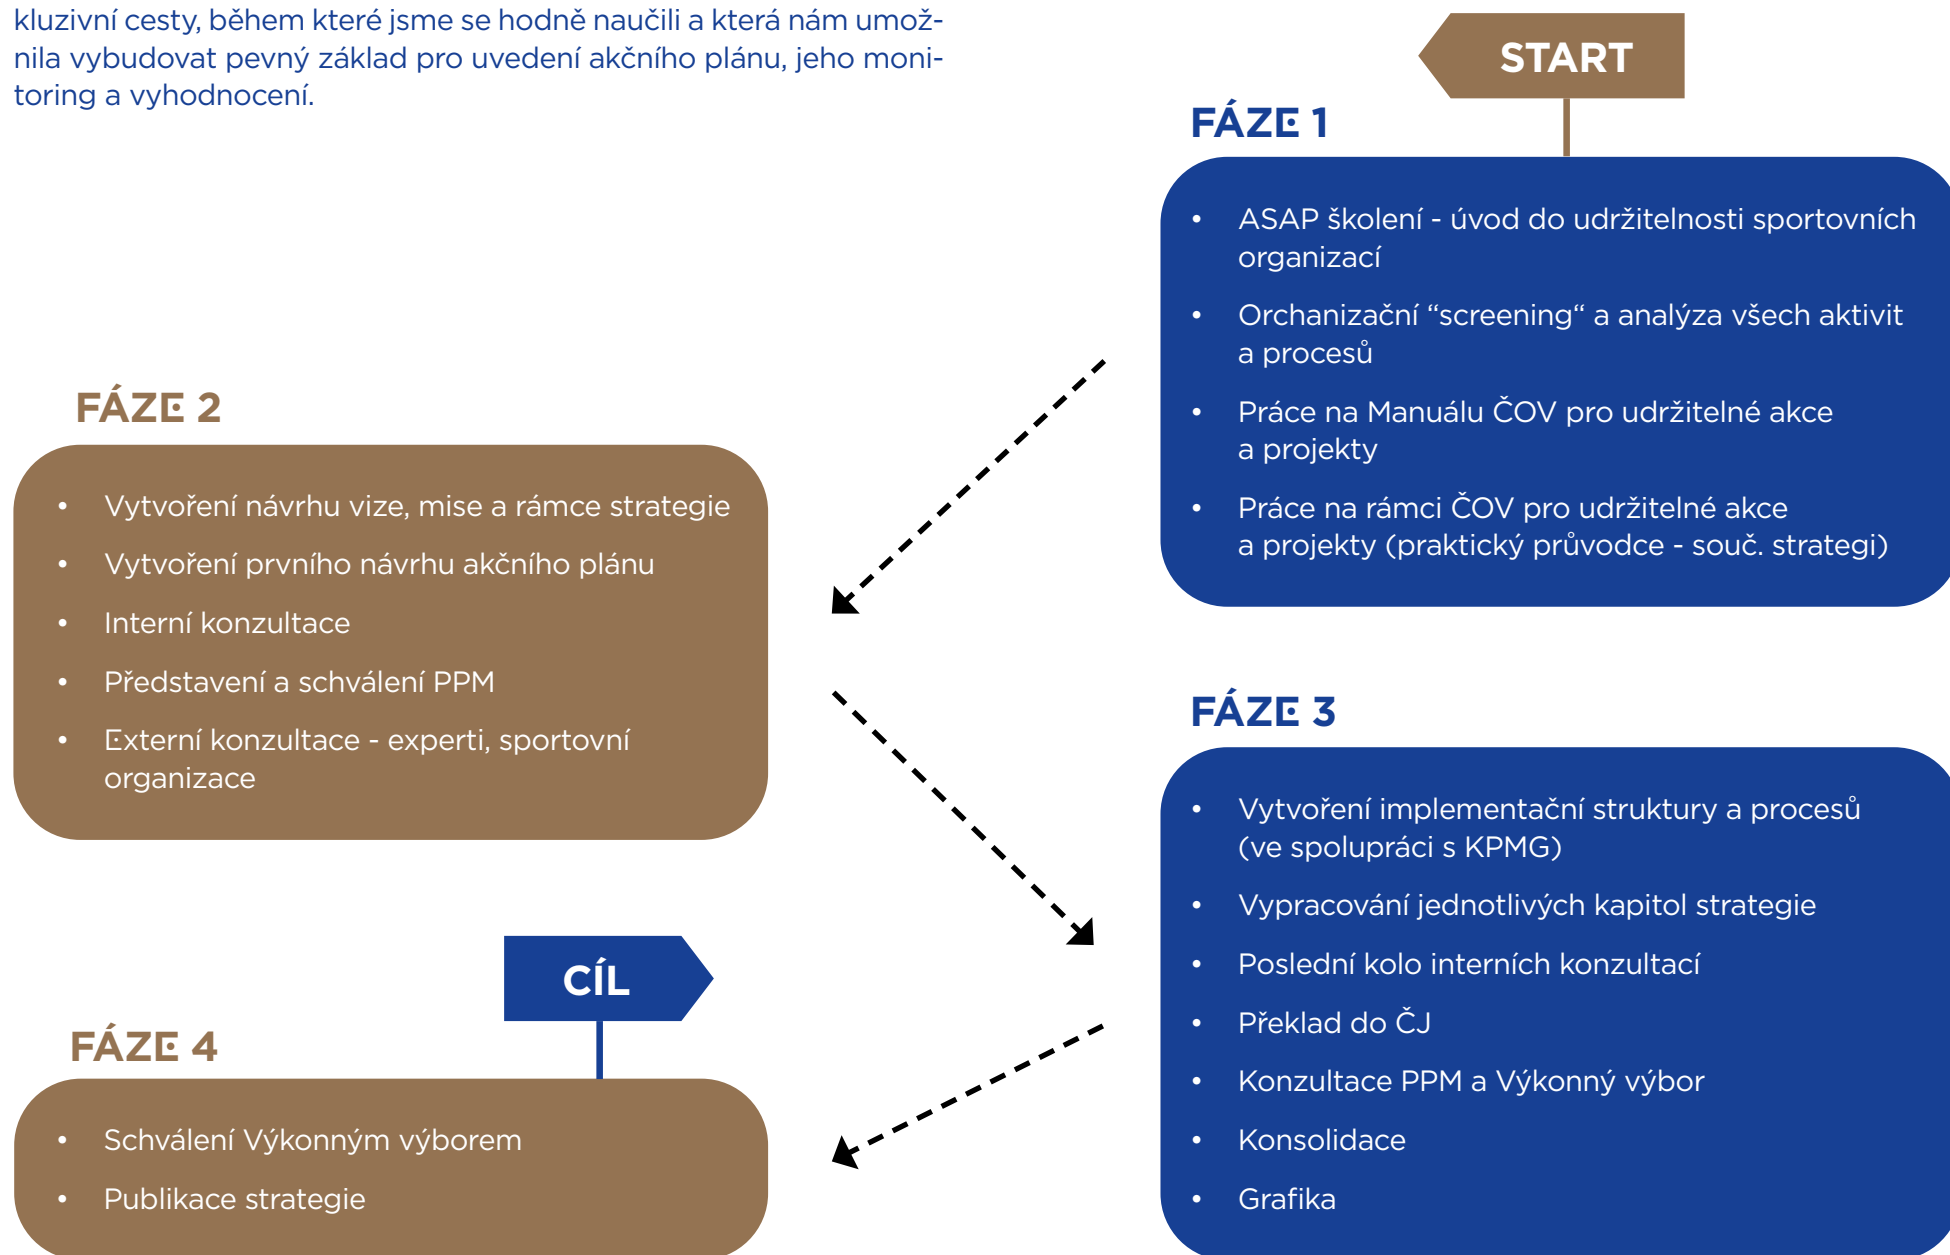 kluzivní cesty, během které jsme se hodně naučili a která nám umož-
nila vybudovat pevný základ pro uvedení akčního plánu, jeho moni-
toring a vyhodnocení.
START
FÁZE 1
• ASAP školení - úvod do udržitelnosti sportovních
organizací
• Orchanizační “screening“ a analýza všech aktivit
a procesů
• Práce na Manuálu ČOV pro udržitelné akce
a projekty
• Práce na rámci ČOV pro udržitelné akce
a projekty (praktický průvodce - souč. strategi)
FÁZE 2
• Vytvoření návrhu vize, mise a rámce strategie
• Vytvoření prvního návrhu akčního plánu
• Interní konzultace
• Představení a schválení PPM
• Externí konzultace - experti, sportovní
organizace
FÁZE 3
• Vytvoření implementační struktury a procesů
(ve spolupráci s KPMG)
• Vypracování jednotlivých kapitol strategie
• Poslední kolo interních konzultací
• Překlad do ČJ
• Konzultace PPM a Výkonný výbor
• Konsolidace
• Grafika
CÍL
FÁZE 4
• Schválení Výkonným výborem
• Publikace strategie